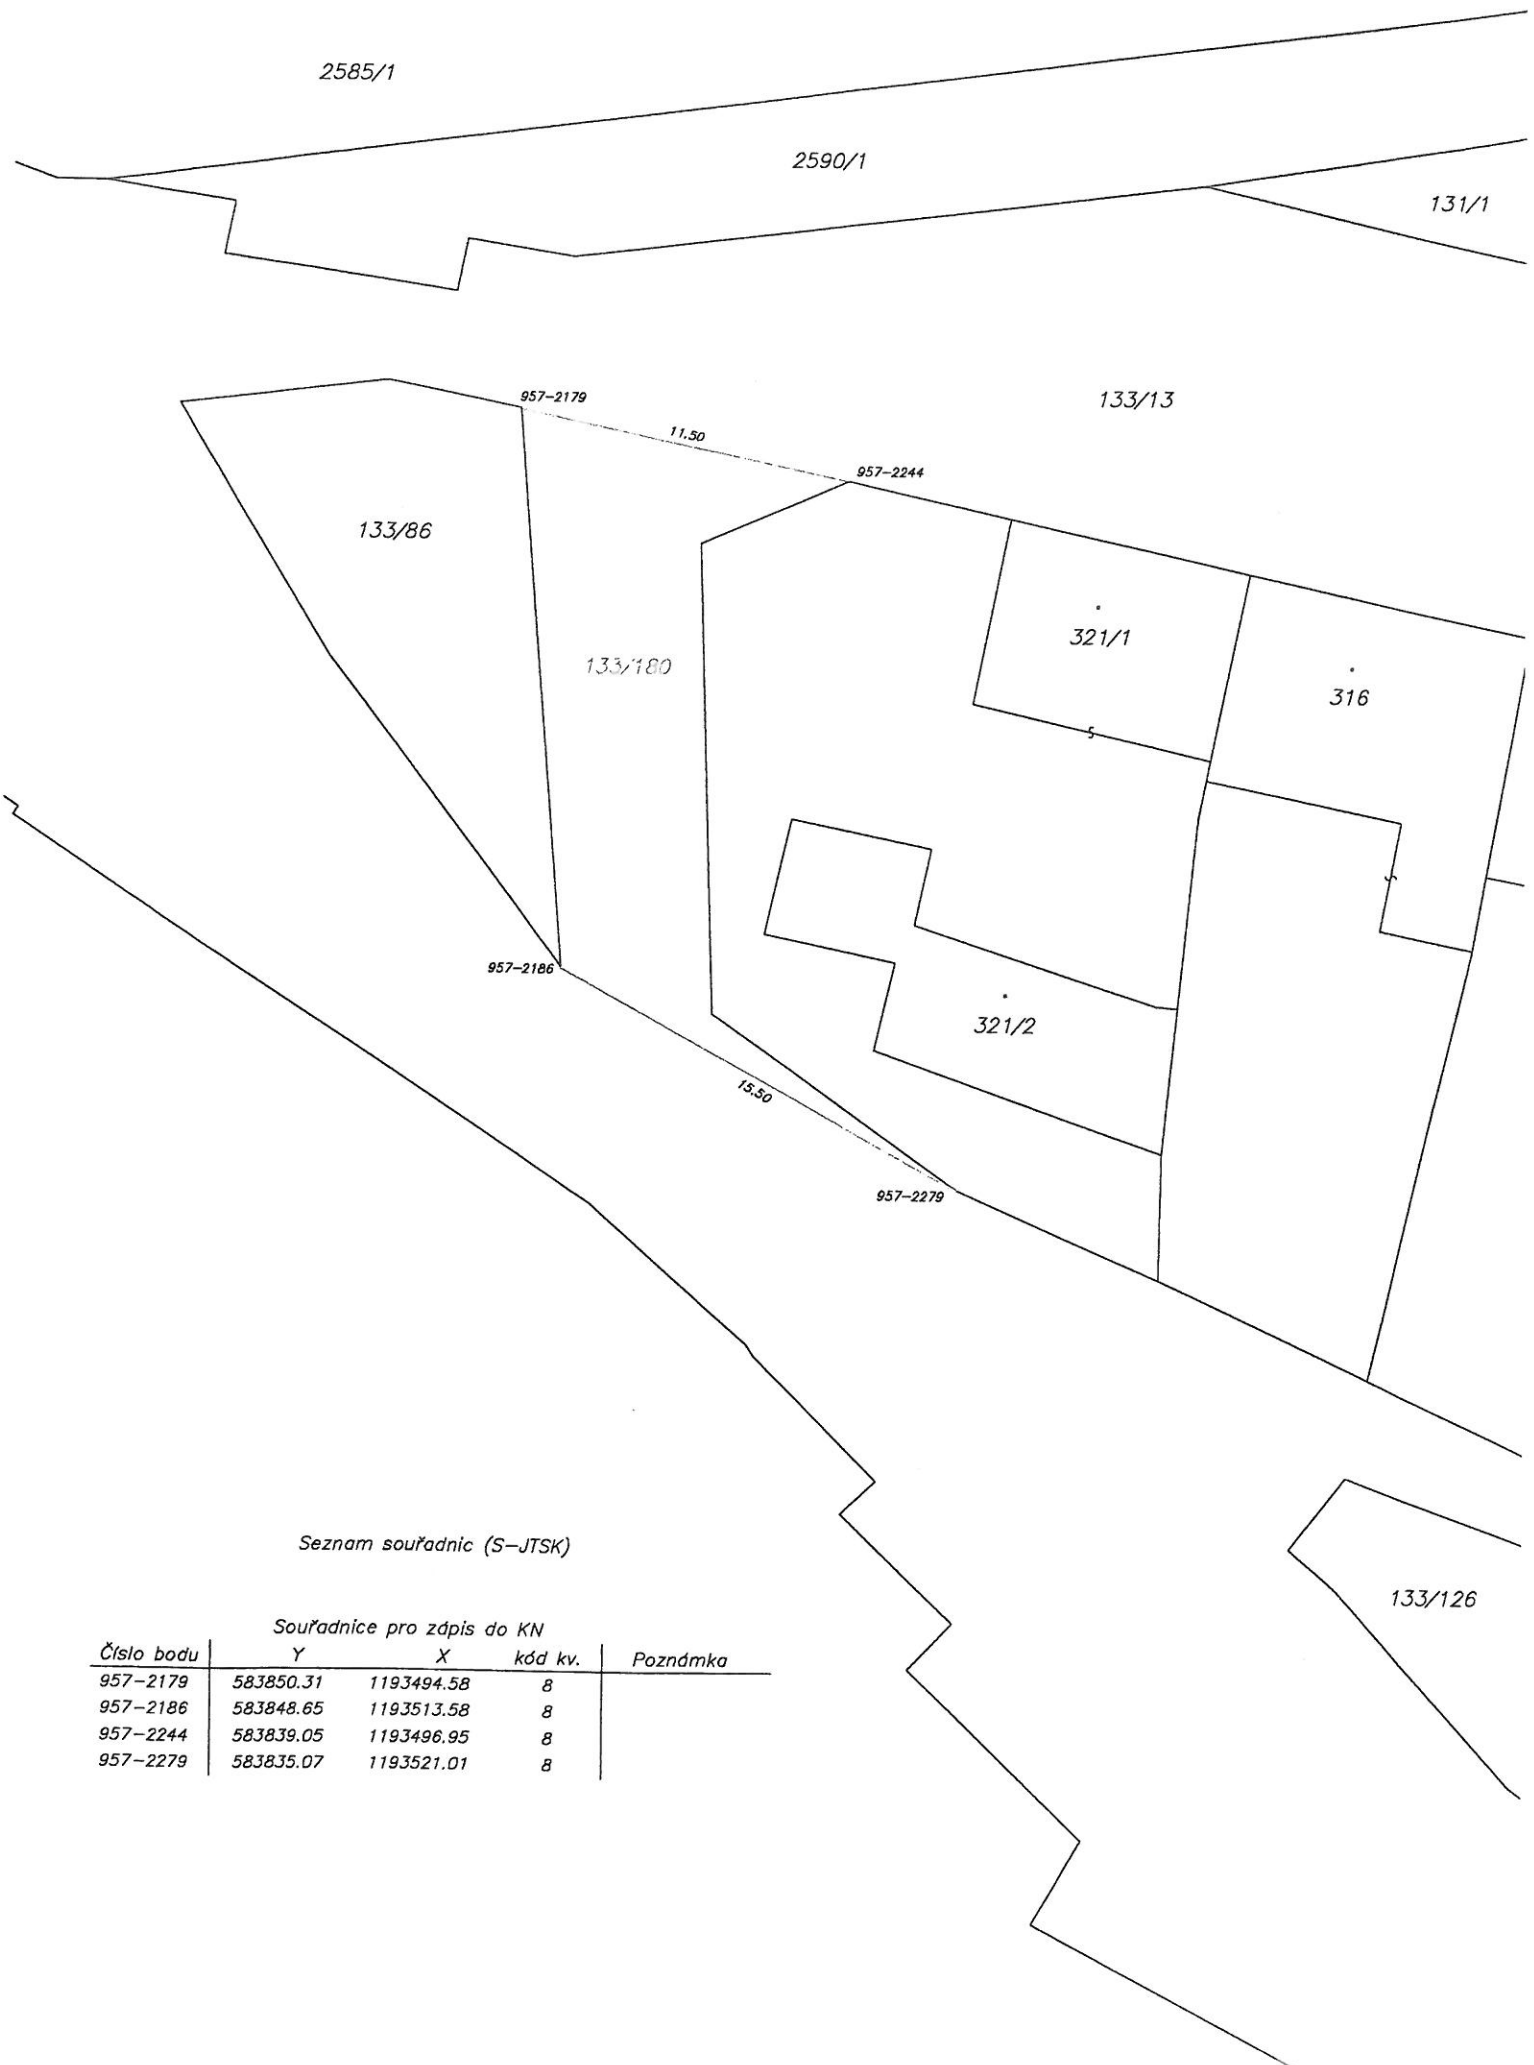 2585/1
2590/1
131/1
957-2179
133/13
11.50
957-2244
133/86
321/1
133/180
316
957-2186
321/2
15.50
957-2279
Seznam souřadnic (S-JTSK)
133/126
Souřadnice pro zápis do KN
Číslo bodu Y X kód kv. Poznámka
957-2179 583850.31 1193494.58 8
957-2186 583848.65 1193513.58 8
957-2244 583839.05 1193496.95 8
957-2279 583835.07 1193521.01 8